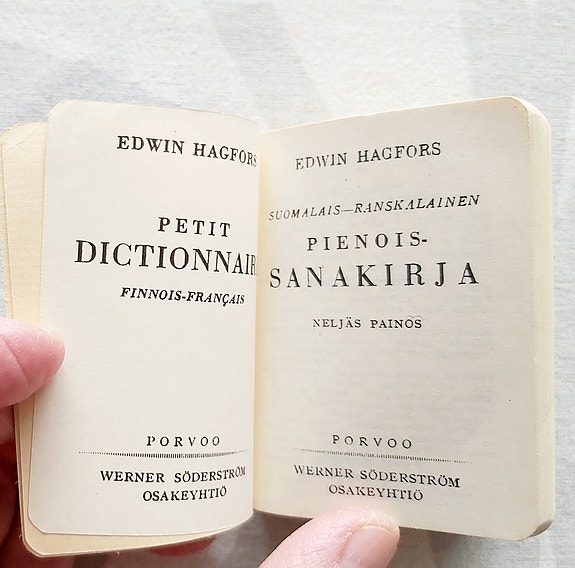 EDWIN HAGFORS
PETIT
DICTIONNAIR
FINNOIS-FRANÇAIS
PORVOO
WERNER SÖDERSTRÖM
OSAKEYHTIÖ
EDWIN HAGFORS
SUOMALAIS—RANSKALAINEN
PIENOIS-
SANAKIRJA
NELJÄS PAINOS
PORVOO
WERNER SÖDERSTRÖM
OSAKEYHTIÖ